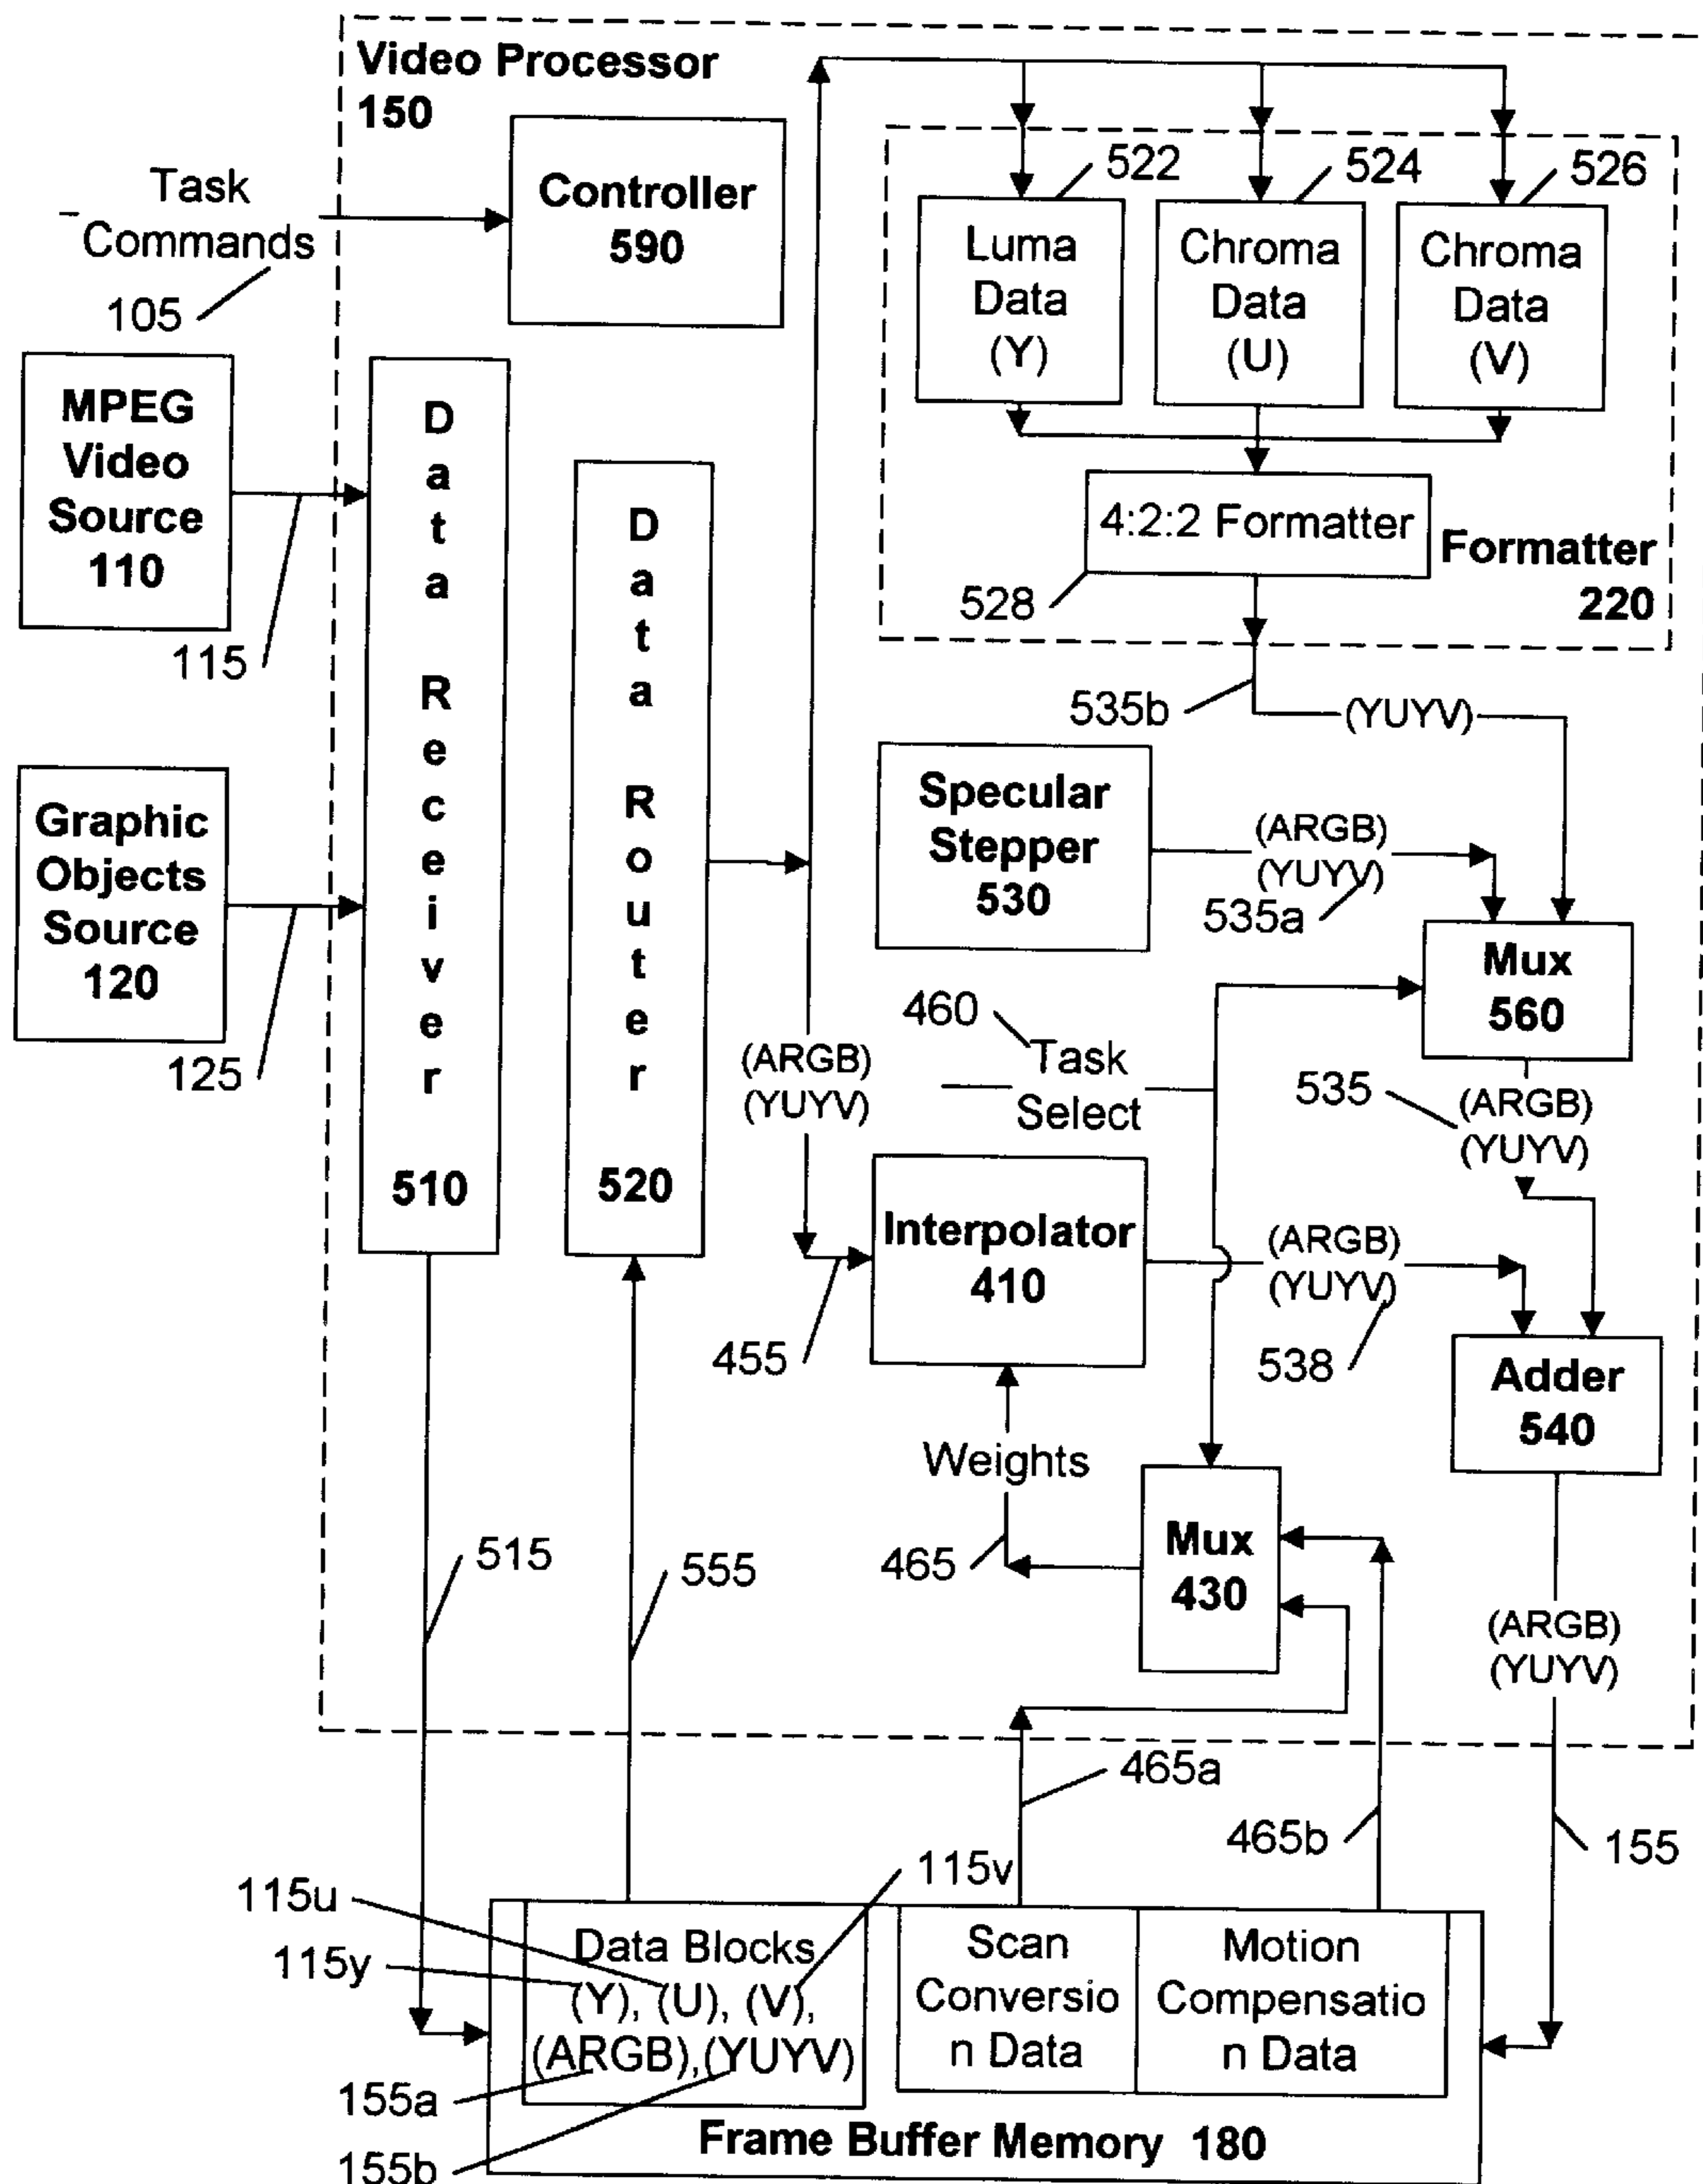 Video Processor
150
Task
Commands
105
Controller
590
522
524
526
Luma
Data
(Y)
Chroma
Data
(U)
Chroma
Data
(V)
4:2:2 Formatter
528
Formatter
220
MPEG
Video
Source
110
115
Graphic
Objects
Source
120
125
Data Receiver
510
Data Router
520
535b
(YUYV)
Specular
Stepper
530
(ARGB)
(YUYV)
535a
Mux
560
460
Task
Select
(ARGB)
(YUYV)
535
(ARGB)
(YUYV)
Interpolator
410
455
(ARGB)
(YUYV)
538
Adder
540
Weights
465
Mux
430
515
555
(ARGB)
(YUYV)
465a
465b
155
115v
115u
115y
Data Blocks
(Y), (U), (V),
(ARGB),(YUYV)
155a
155b
Scan
Conversio
n Data
Motion
Compensatio
n Data
Frame Buffer Memory 180